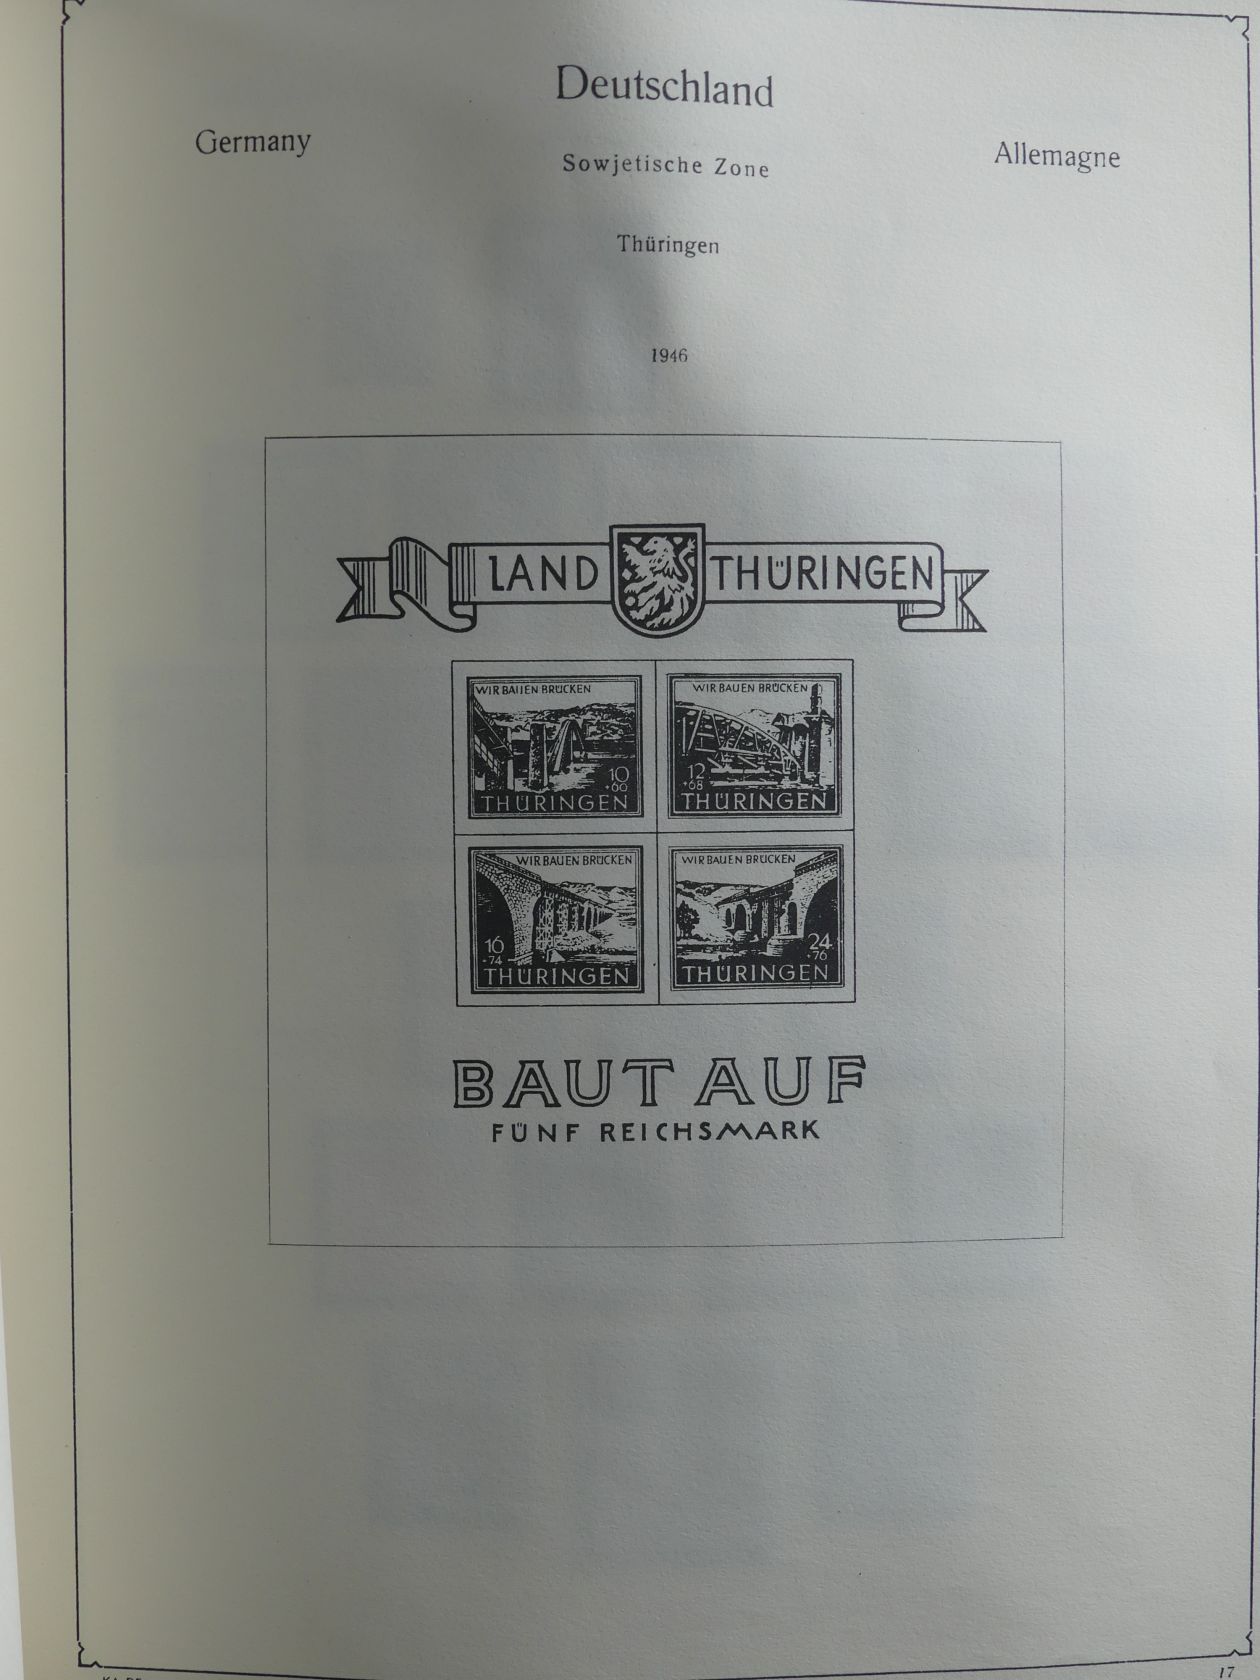 Deutschland
Germany
Sowjetische Zone
Allemagne
Thüringen
1946
LAND THÜRINGEN
WIR BAUEN BRÜCKEN
10
+60
THÜRINGEN
WIR BAUEN BRÜCKEN
12
+68
THÜRINGEN
WIR BAUEN BRÜCKEN
16
+74
THÜRINGEN
WIR BAUEN BRÜCKEN
24
+76
THÜRINGEN
BAUT AUF
FÜNF REICHSMARK
17